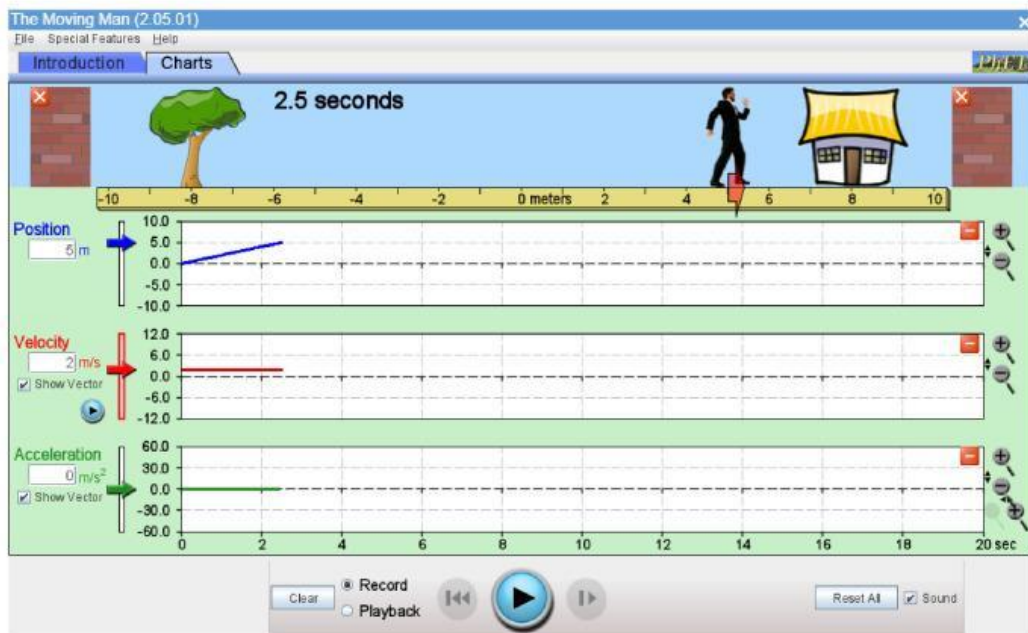 The Moving Man (2.05.01)
File Special Features Help
Introduction Charts
PhET
2.5 seconds
-10 -8 -6 -4 -2 0 meters 2 4 6 8 10
Position
5 m
10.0
5.0
0.0
-5.0
-10.0
Velocity
2 m/s
Show Vector
12.0
6.0
0.0
-6.0
-12.0
Acceleration
0 m/s²
Show Vector
60.0
30.0
0.0
-30.0
-60.0
0 2 4 6 8 10 12 14 16 18 20 sec
Clear
Record
Playback
Reset All
Sound